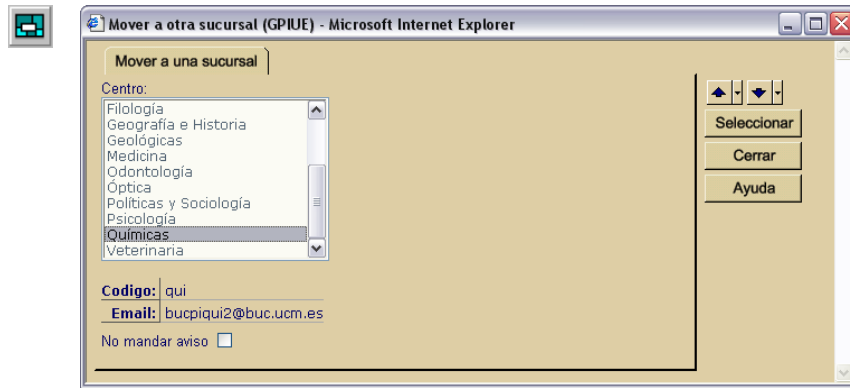 Mover a otra sucursal (GPIUE) - Microsoft Internet Explorer
Mover a una sucursal
Centro:
Filología
Geografía e Historia
Geológicas
Medicina
Odontología
Óptica
Políticas y Sociología
Psicología
Químicas
Veterinaria
Seleccionar
Cerrar
Ayuda
Codigo: qui
Email: bucpiqui2@buc.ucm.es
No mandar aviso